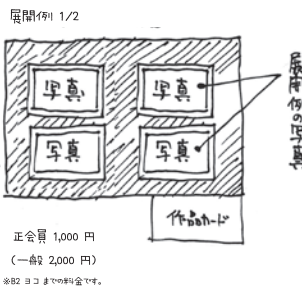 展開例 1/2
写真
写真
写真
写真
展開例の写真
作品カード
正会員 1,000 円
(一般 2,000 円)
※B2 ヨコ までの料金です。